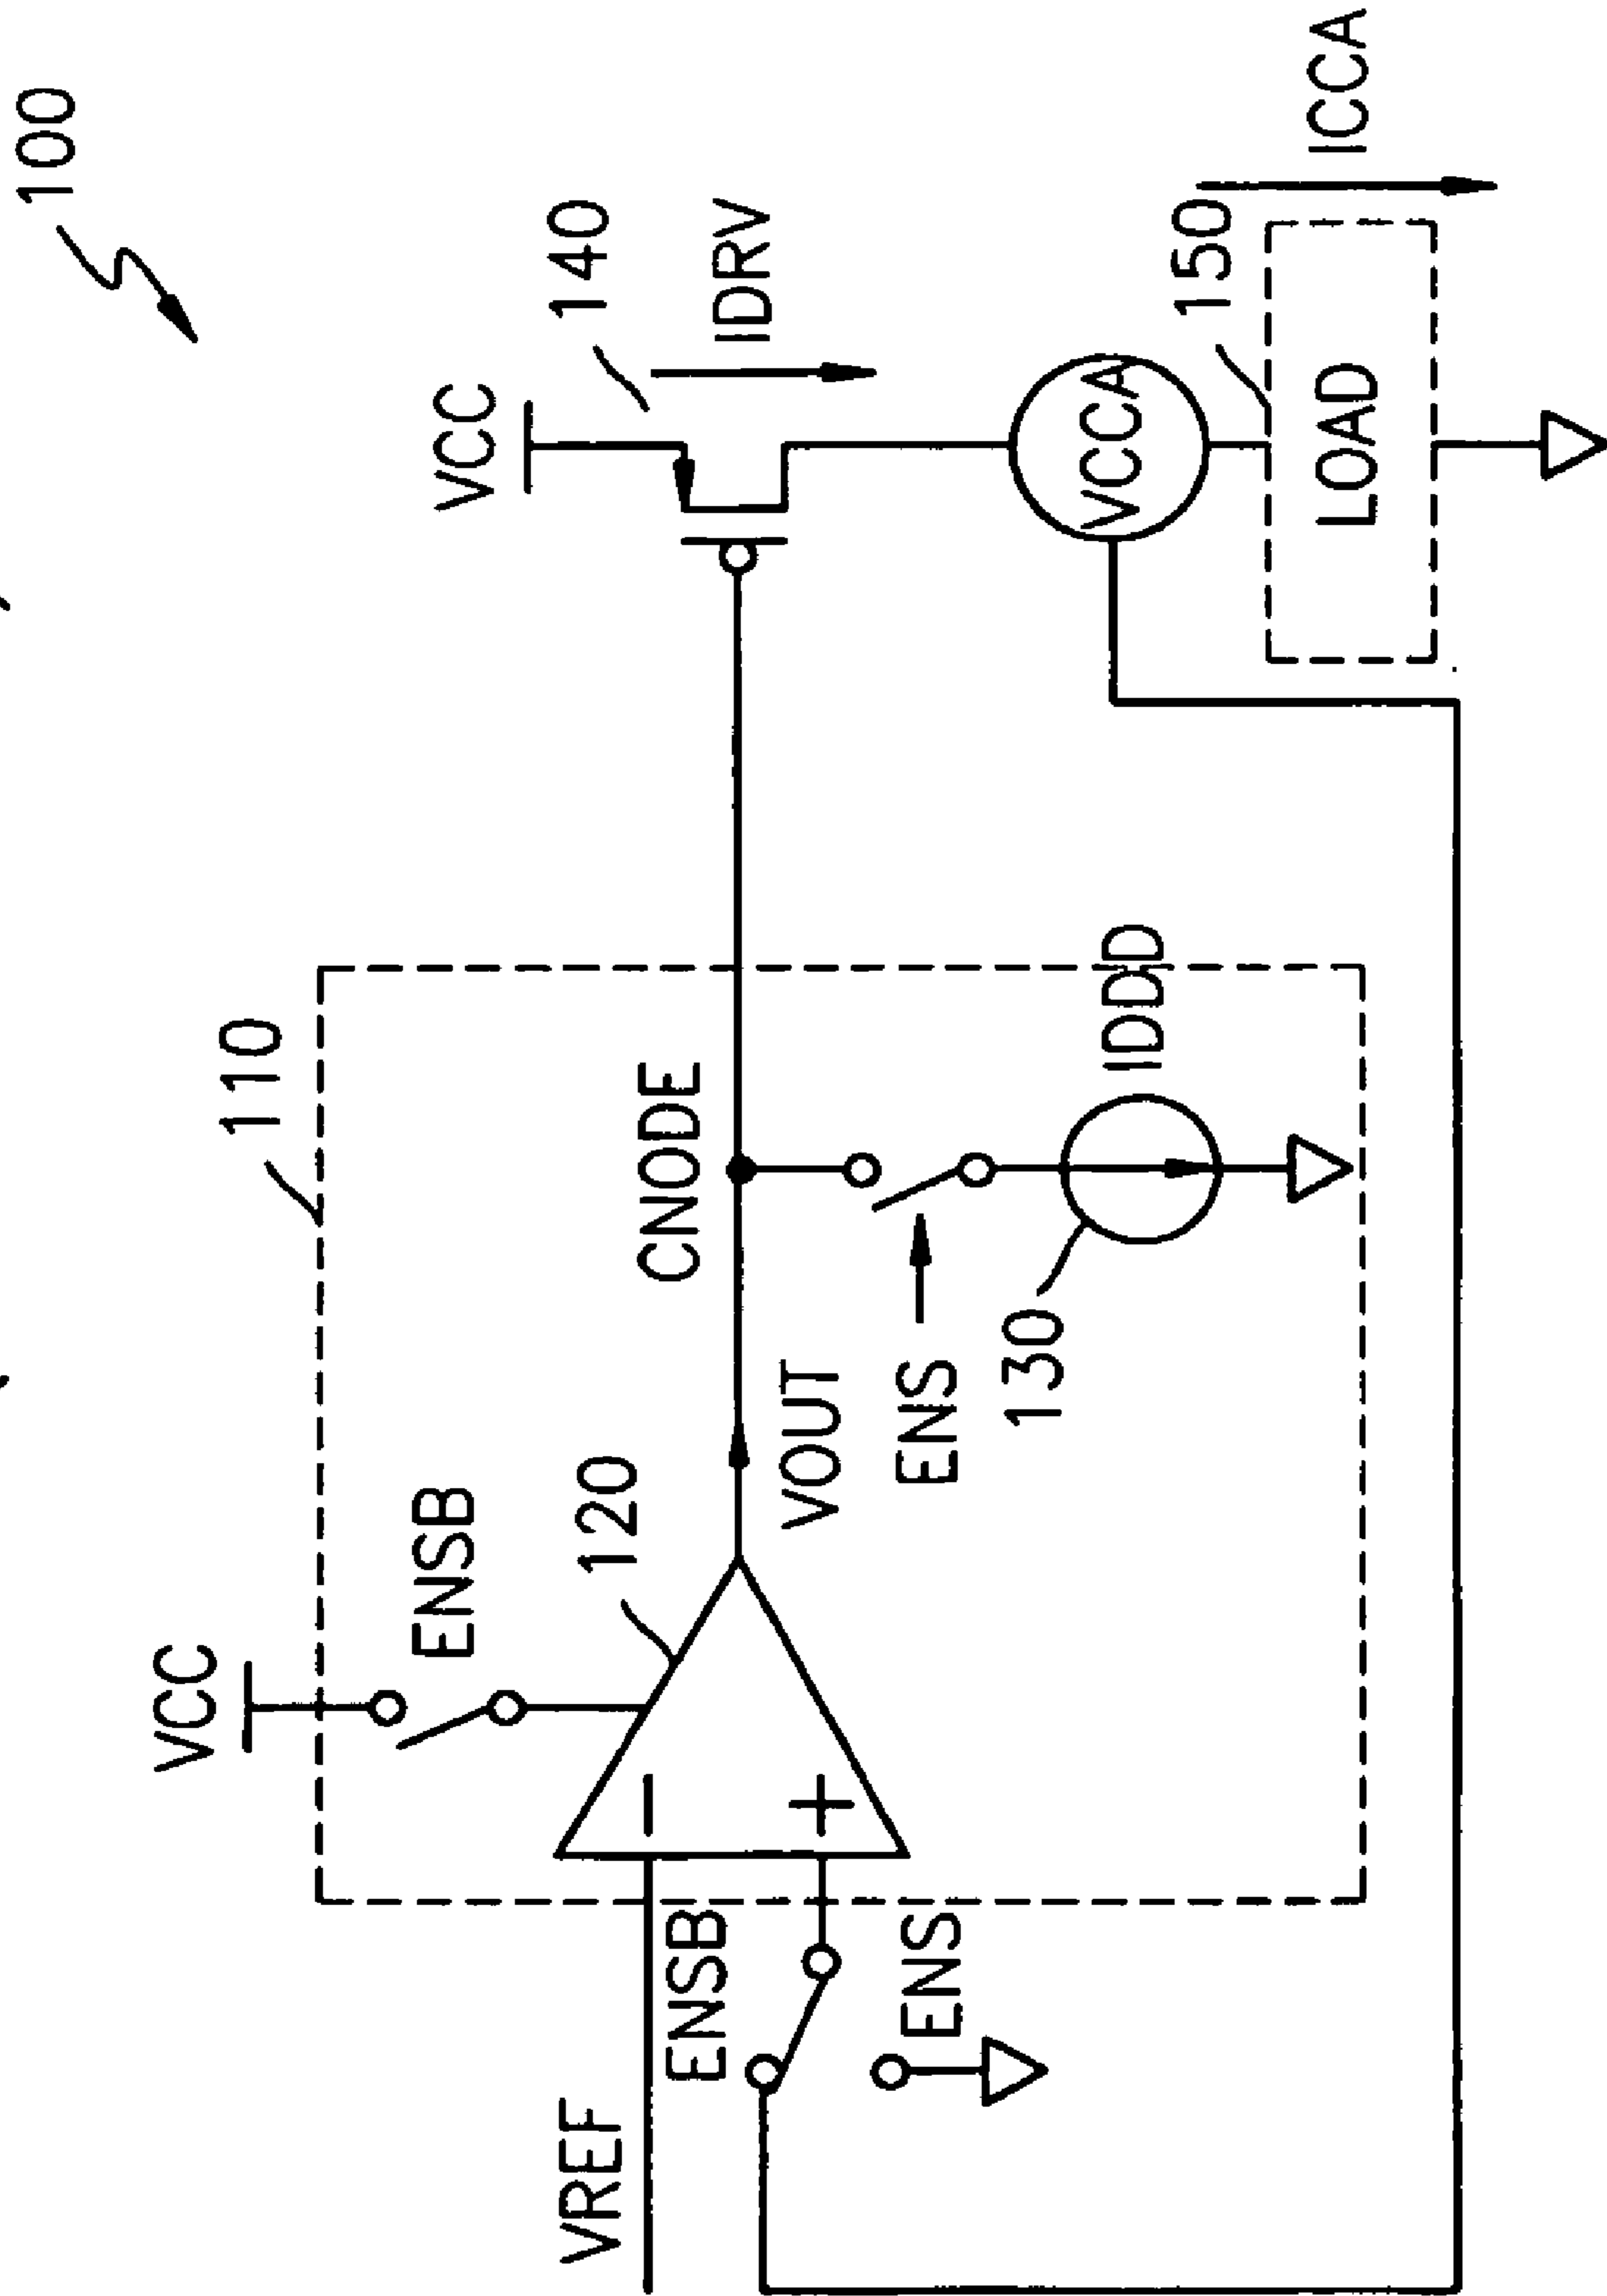 100
VCC
140
IDRV
110
CNODE
VCC
ENSB
120
VOUT
ENS
130
IDDD
VREF
ENSB
ENS
VCCA
150
LOAD
ICCA